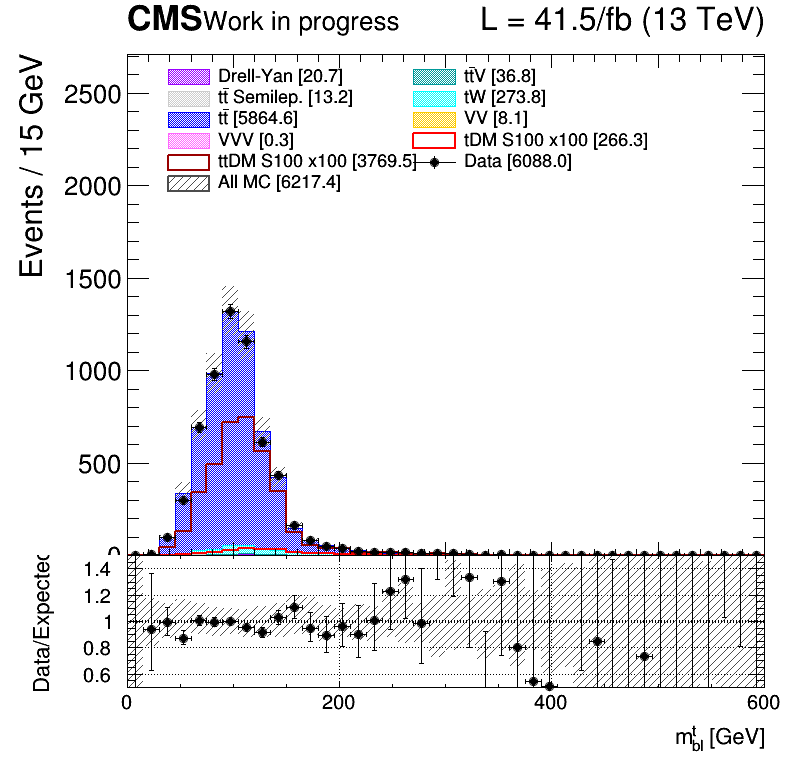 CMS Work in progress L = 41.5/fb (13 TeV)
Events / 15 GeV
2500
2000
1500
1000
500
0
Drell-Yan [20.7] tt̄V [36.8]
tt̄ Semilep. [13.2] tW [273.8]
tt̄ [5864.6] VV [8.1]
VVV [0.3] tDM S100 x100 [266.3]
ttDM S100 x100 [3769.5] Data [6088.0]
All MC [6217.4]
Data/Expected
1.4
1.2
1
0.8
0.6
0 200 400 600
m^t_bl [GeV]